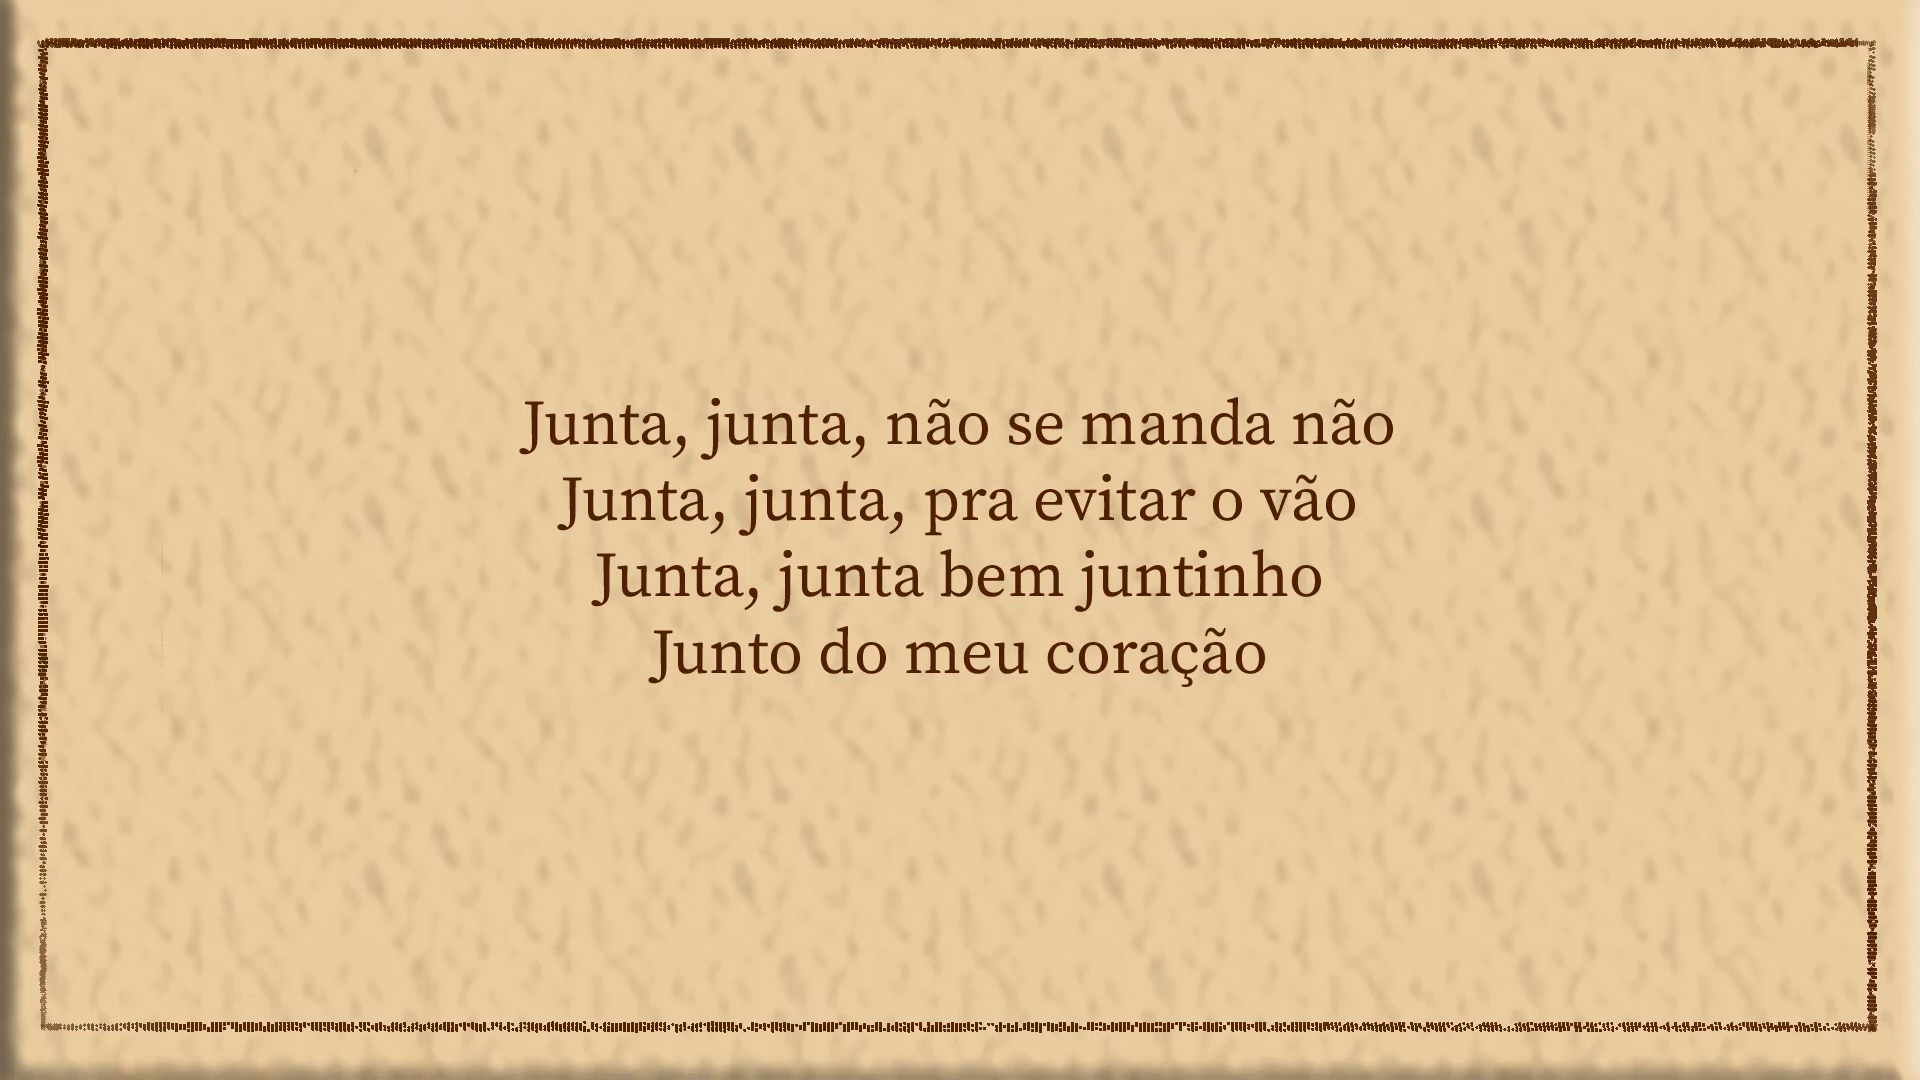 Junta, junta, não se manda não
Junta, junta, pra evitar o vão
Junta, junta bem juntinho
Junto do meu coração